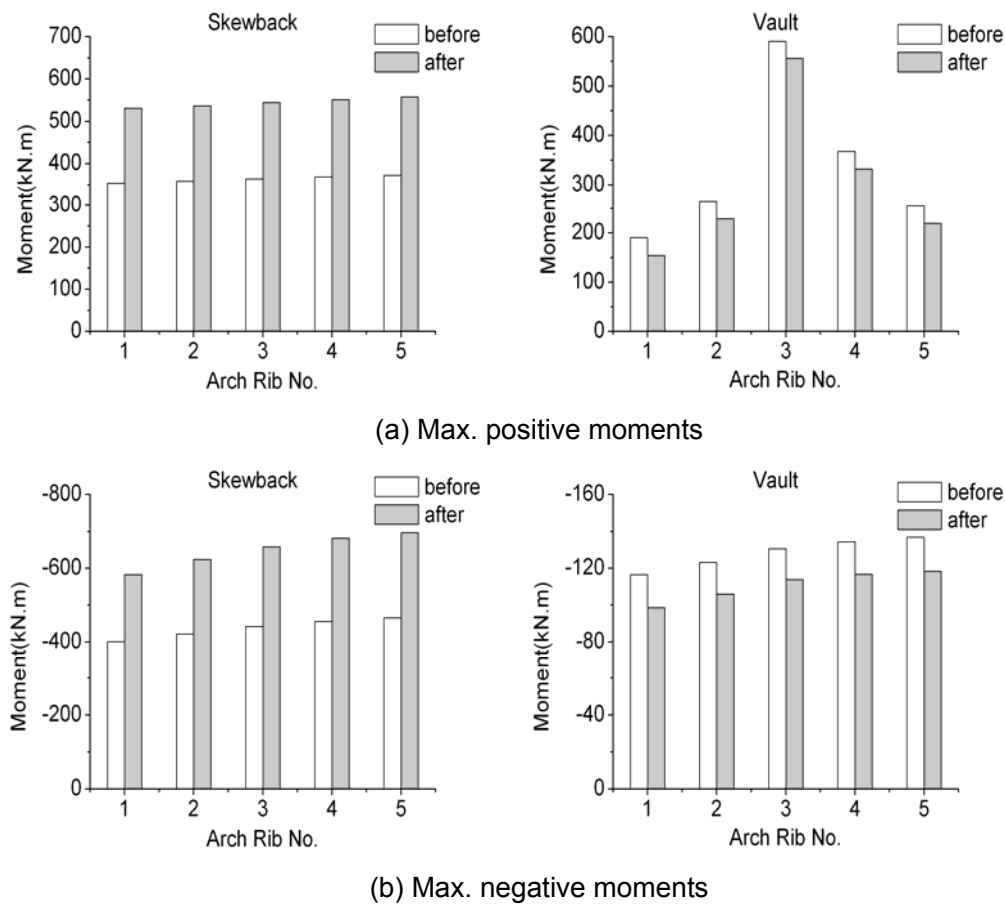 Skewback
before
after
700
600
500
400
300
200
100
0
Moment(kN.m)
1 2 3 4 5
Arch Rib No.
Vault
before
after
600
500
400
300
200
100
0
Moment(kN.m)
1 2 3 4 5
Arch Rib No.
(a) Max. positive moments
Skewback
before
after
-800
-600
-400
-200
0
Moment(kN.m)
1 2 3 4 5
Arch Rib No.
Vault
before
after
-160
-120
-80
-40
0
Moment(kN.m)
1 2 3 4 5
Arch Rib No.
(b) Max. negative moments